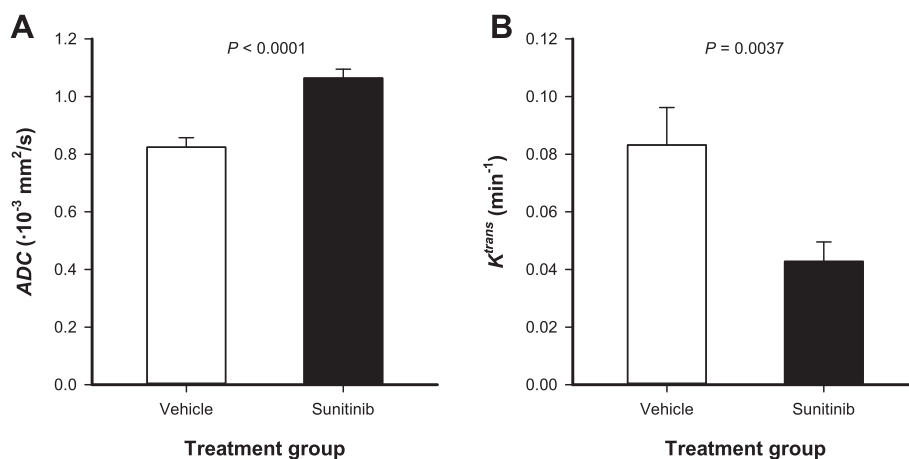 A
P < 0.0001
1.2
1.0
0.8
0.6
0.4
0.2
0.0
ADC (·10⁻³ mm²/s)
Vehicle
Sunitinib
Treatment group
B
P = 0.0037
0.12
0.10
0.08
0.06
0.04
0.02
0.00
Kᵗʳᵃⁿˢ (min⁻¹)
Vehicle
Sunitinib
Treatment group